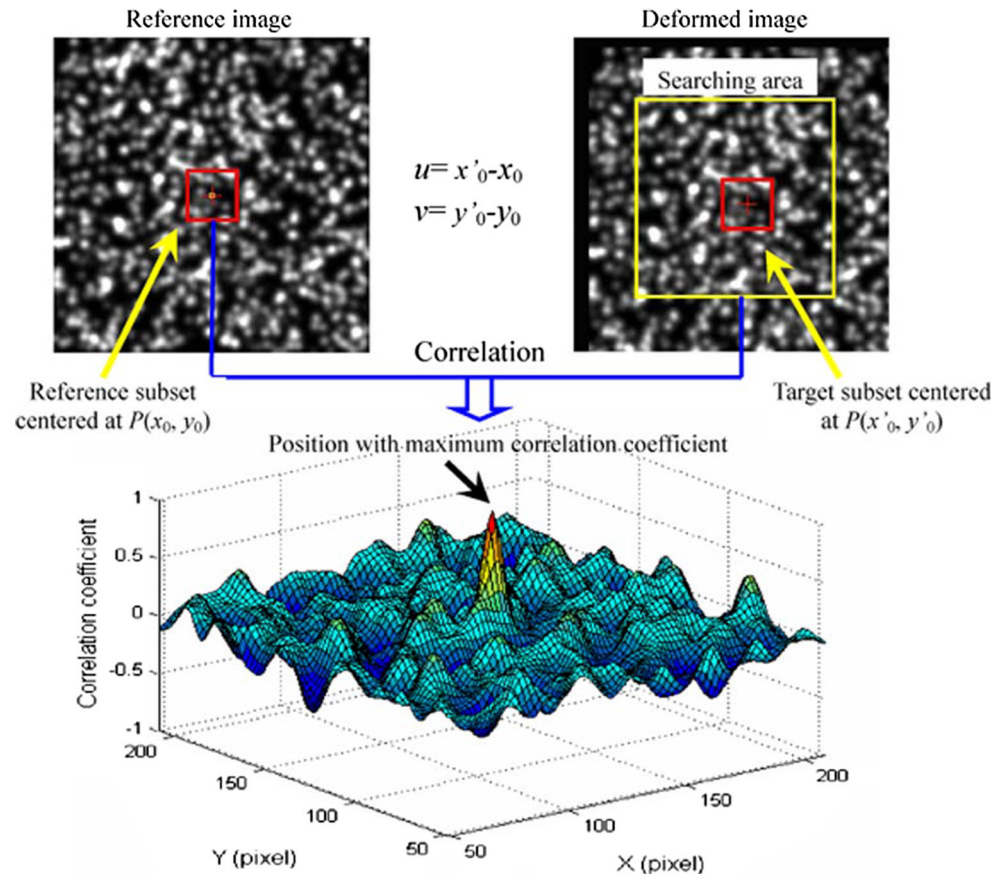 Reference image
Deformed image
Searching area
u= x’₀-x₀
v= y’₀-y₀
Correlation
Reference subset
centered at P(x₀, y₀)
Target subset centered
at P(x’₀, y’₀)
Position with maximum correlation coefficient
Correlation coefficient
1
0.5
0
-0.5
-1
200
150
100
50
Y (pixel)
50
100
150
200
X (pixel)